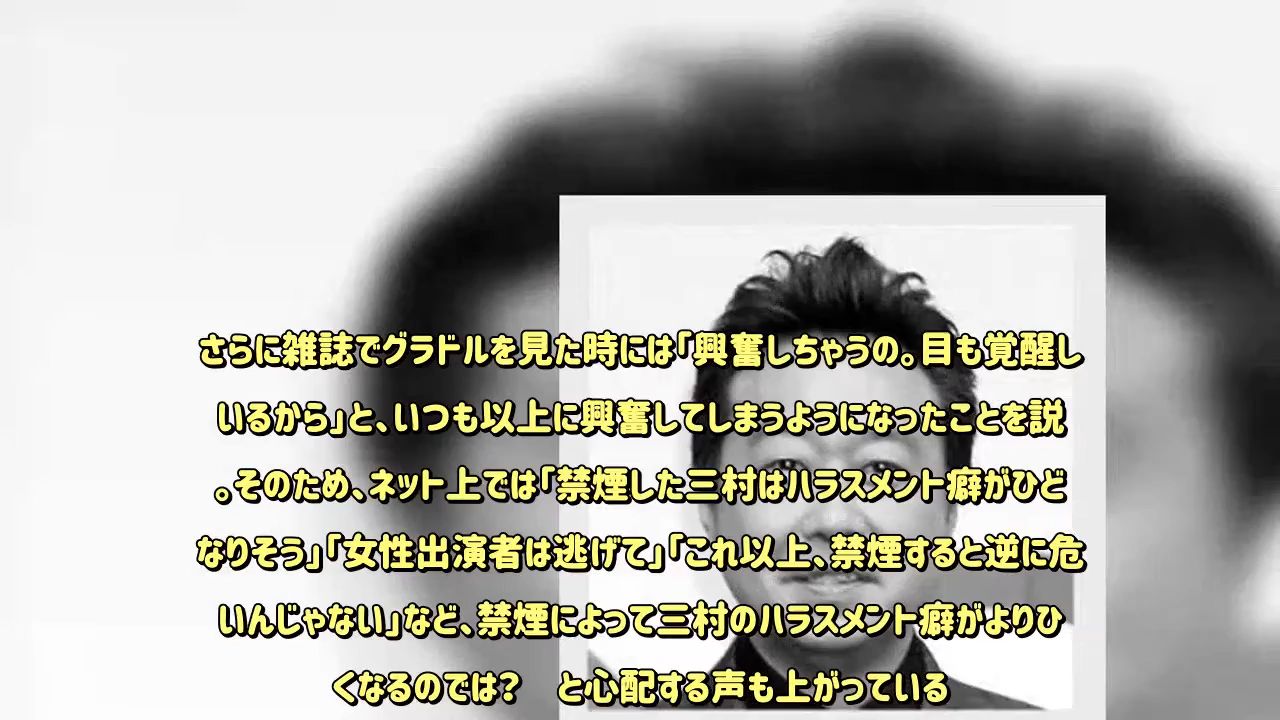 さらに雑誌でグラドルを見た時には「興奮しちゃうの。目も覚醒し
いるから」と、いつも以上に興奮してしまうようになったことを説
。そのため、ネット上では「禁煙した三村はハラスメント癖がひど
なりそう」「女性出演者は逃げて」「これ以上、禁煙すると逆に危
いんじゃない」など、禁煙によって三村のハラスメント癖がよりひ
くなるのでは？　と心配する声も上がっている